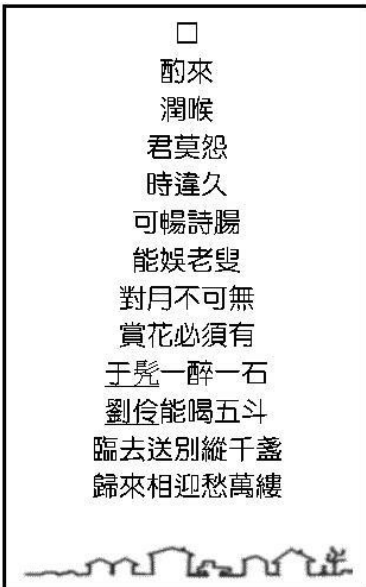 □
酌來
潤喉
君莫怨
時違久
可暢詩腸
能娛老叟
對月不可無
賞花必須有
于髡一醉一石
劉伶能喝五斗
臨去送別縱千盞
歸來相迎愁萬縷